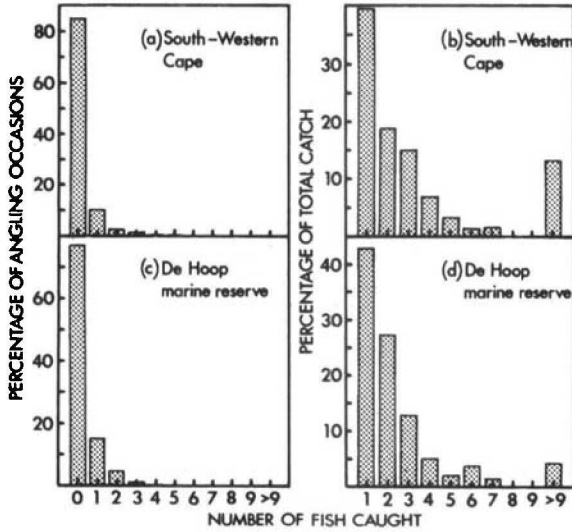 PERCENTAGE OF ANGLING OCCASIONS
80
60
40
20
(a) South-Western
Cape
PERCENTAGE OF TOTAL CATCH
30
20
10
(b) South-Western
Cape
60
20
(c) De Hoop
marine reserve
0 1 2 3 4 5 6 7 8 9 >9
40
30
20
10
(d) De Hoop
marine reserve
1 2 3 4 5 6 7 8 9 >9
NUMBER OF FISH CAUGHT